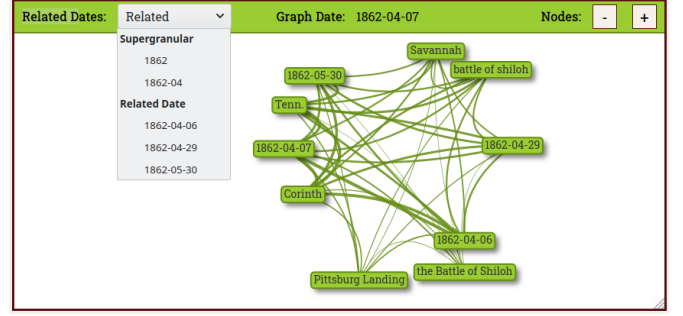 Related Dates: Related Graph Date: 1862-04-07 Nodes: - +
Supergranular
1862
1862-04
Related Date
1862-04-06
1862-04-29
1862-05-30
Savannah
battle of shiloh
1862-05-30
Tenn.
1862-04-07
1862-04-29
Corinth
1862-04-06
the Battle of Shiloh
Pittsburg Landing